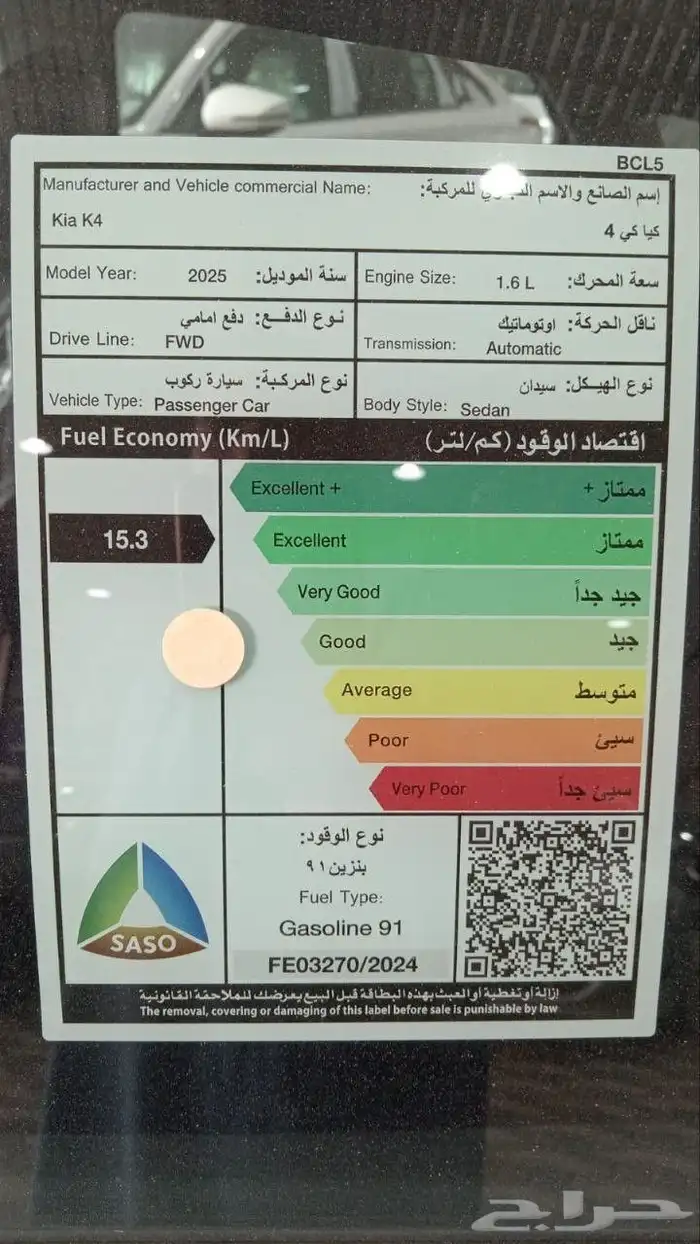 BCL5
Manufacturer and Vehicle commercial Name:
إسم الصانع والاسم للمركبة:
Kia K4
كيا كي 4
Model Year: 2025 سنة الموديل:
Engine Size: 1.6 L سعة المحرك:
نوع الدفع: دفع امامي
Drive Line: FWD
ناقل الحركة: اوتوماتيك
Transmission: Automatic
نوع المركبة: سيارة ركوب
Vehicle Type: Passenger Car
نوع الهيكل: سيدان
Body Style: Sedan
Fuel Economy (Km/L) اقتصاد الوقود (كم/لتر)
Excellent + ممتاز +
15.3
Excellent ممتاز
Very Good جيد جداً
Good جيد
Average متوسط
Poor سيئ
Very Poor سيئ جداً
SASO
نوع الوقود:
بنزين ٩١
Fuel Type:
Gasoline 91
FE03270/2024
إزالة أو تغطية أو العبث بهذه البطاقة قبل البيع يعرضك للملاحقة القانونية
The removal, covering or damaging of this label before sale is punishable by law
حراج